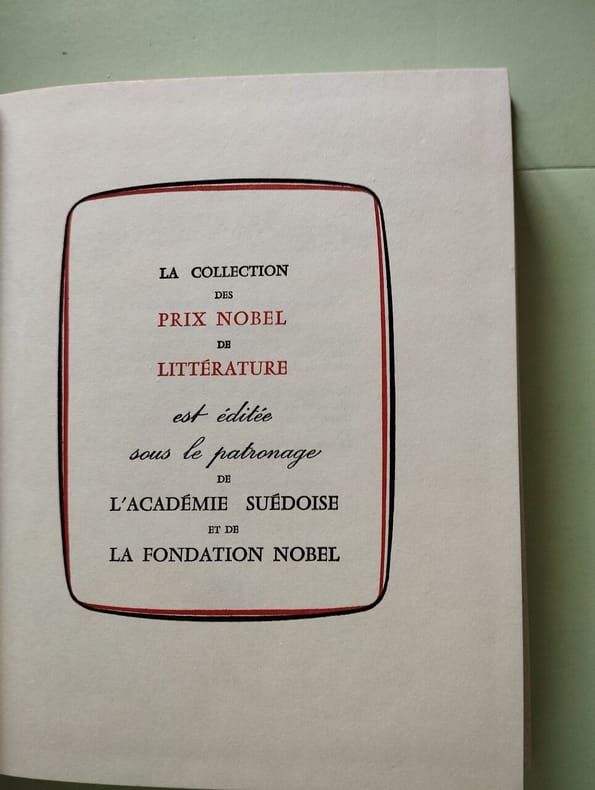 LA COLLECTION
DES
PRIX NOBEL
DE
LITTÉRATURE
est éditée
sous le patronage
DE
L'ACADÉMIE SUÉDOISE
ET DE
LA FONDATION NOBEL